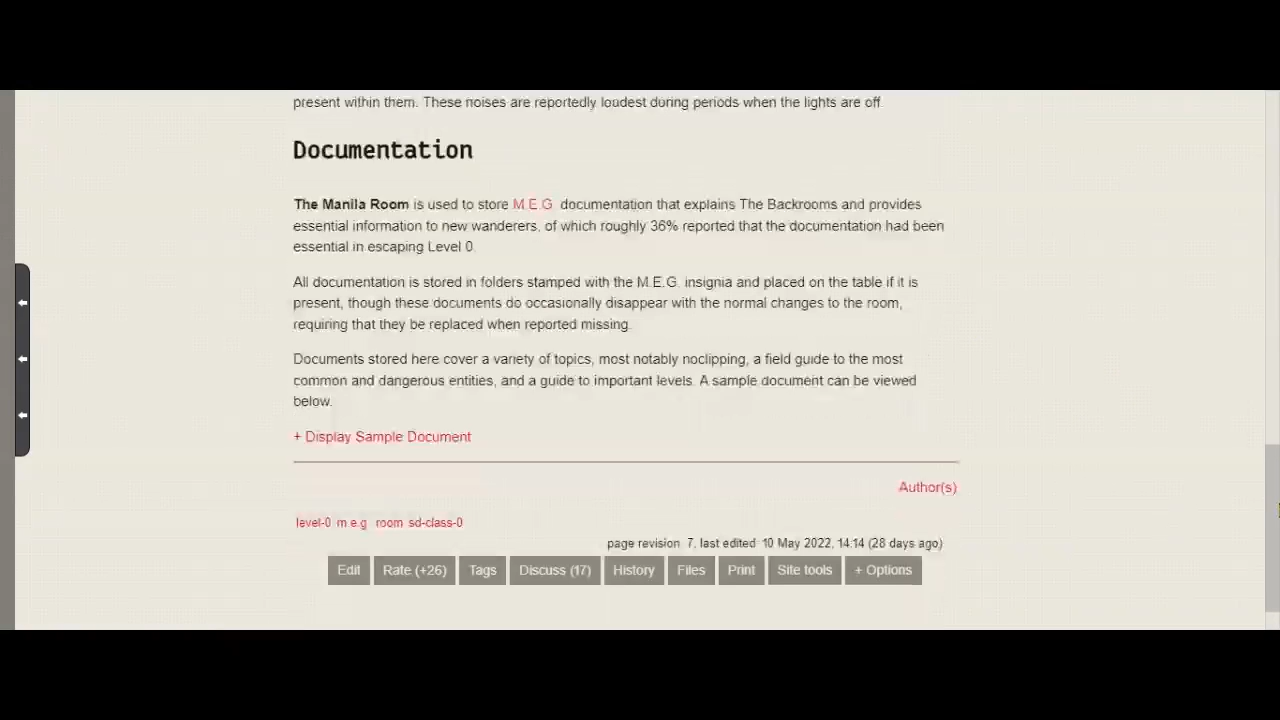 present within them. These noises are reportedly loudest during periods when the lights are off.
Documentation
The Manila Room is used to store M.E.G. documentation that explains The Backrooms and provides
essential information to new wanderers, of which roughly 36% reported that the documentation had been
essential in escaping Level 0.
All documentation is stored in folders stamped with the M.E.G. insignia and placed on the table if it is
present, though these documents do occasionally disappear with the normal changes to the room,
requiring that they be replaced when reported missing.
Documents stored here cover a variety of topics, most notably noclipping, a field guide to the most
common and dangerous entities, and a guide to important levels. A sample document can be viewed
below.
+ Display Sample Document
Author(s)
level-0 m.e.g. room sd-class-0
page revision: 7, last edited: 10 May 2022, 14:14 (28 days ago)
Edit Rate (+26) Tags Discuss (17) History Files Print Site tools + Options